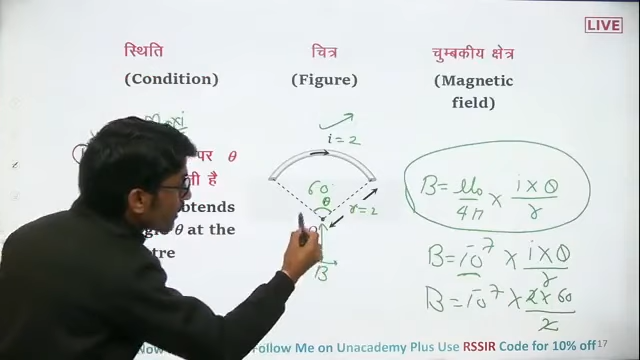 LIVE
स्थिति
चित्र
चुम्बकीय क्षेत्र
(Condition)
(Figure)
(Magnetic
field)
i = 2
पर θ
60
θ
r = 2
B
btends
θ at the
tre
B = μ₀/4π × i × θ/r
B = 10⁻⁷ × i × θ/r
B = 10⁻⁷ × 2 × 60/2
Follow Me on Unacademy Plus Use RSSIR Code for 10% off
17